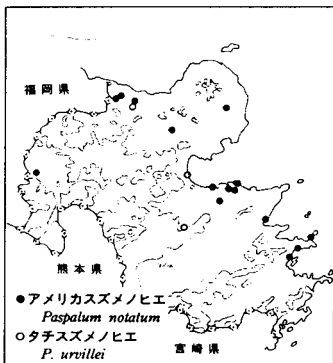 福岡県
熊本県
●アメリカスズメノヒエ
Paspalum notatum
○タチスズメノヒエ
P. urvillei
宮崎県